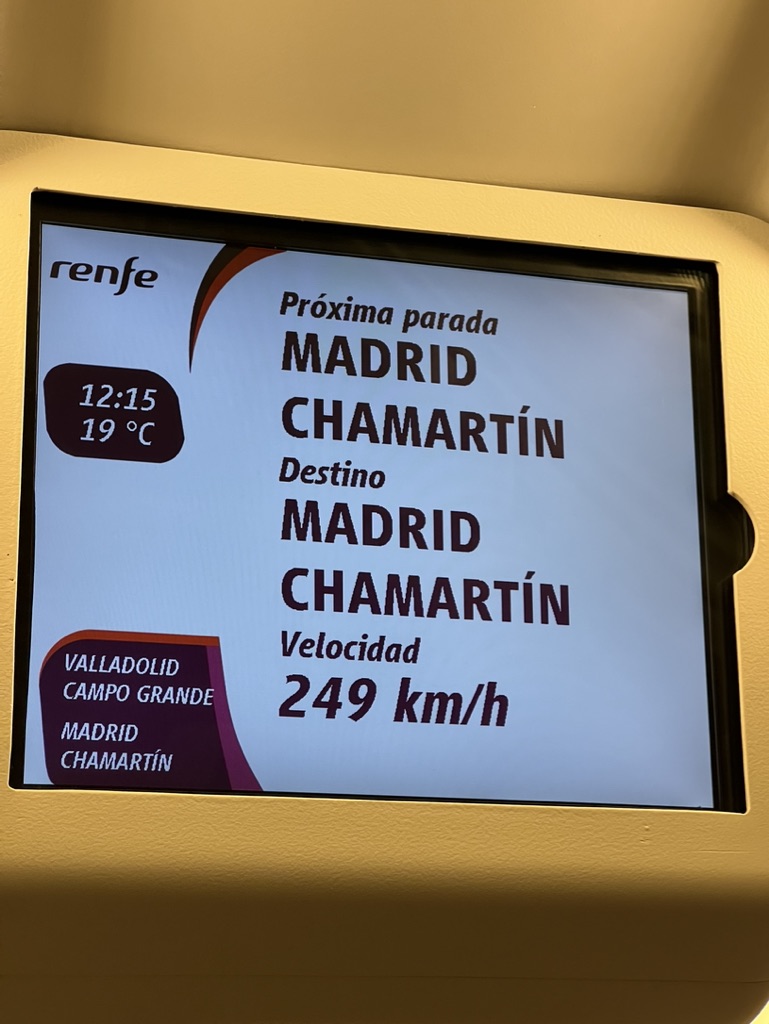 renfe
12:15
19 °C
Próxima parada
MADRID
CHAMARTÍN
Destino
MADRID
CHAMARTÍN
Velocidad
249 km/h
VALLADOLID
CAMPO GRANDE
MADRID
CHAMARTÍN